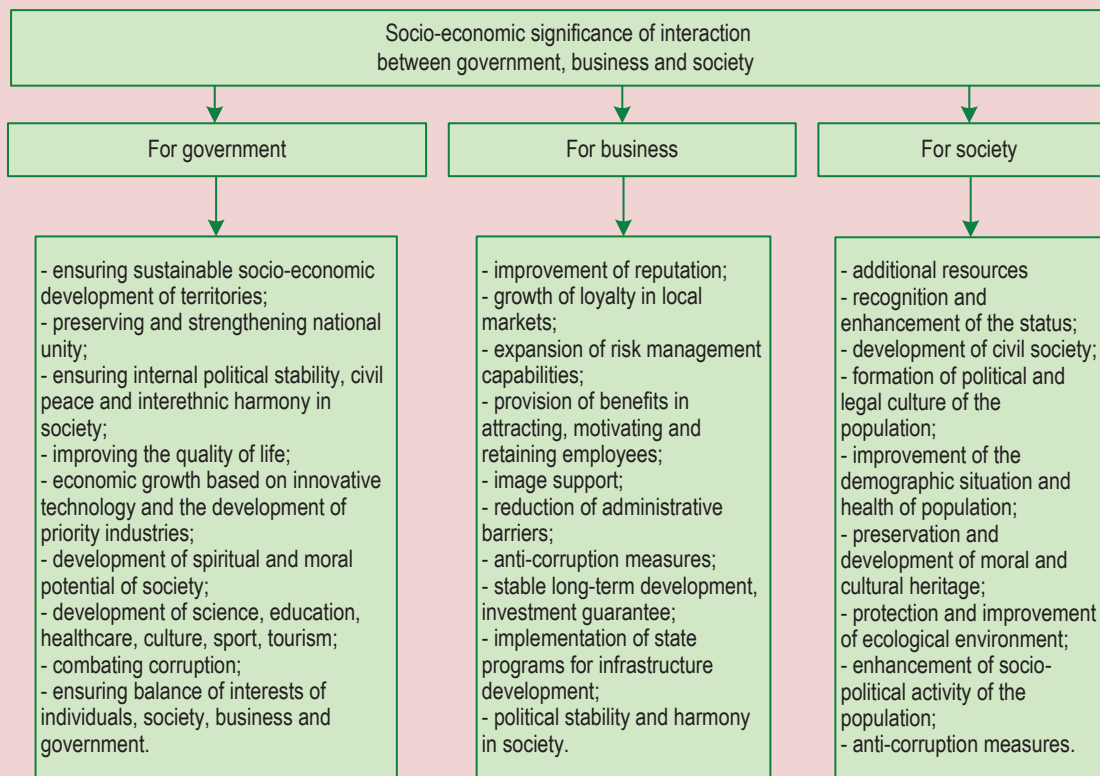 Socio-economic significance of interaction
between government, business and society
For government
For business
For society
- ensuring sustainable socio-economic
development of territories;
- preserving and strengthening national
unity;
- ensuring internal political stability, civil
peace and interethnic harmony in
society;
- improving the quality of life;
- economic growth based on innovative
technology and the development of
priority industries;
- development of spiritual and moral
potential of society;
- development of science, education,
healthcare, culture, sport, tourism;
- combating corruption;
- ensuring balance of interests of
individuals, society, business and
government.
- improvement of reputation;
- growth of loyalty in local
markets;
- expansion of risk management
capabilities;
- provision of benefits in
attracting, motivating and
retaining employees;
- image support;
- reduction of administrative
barriers;
- anti-corruption measures;
- stable long-term development,
investment guarantee;
- implementation of state
programs for infrastructure
development;
- political stability and harmony
in society.
- additional resources
- recognition and
enhancement of the status;
- development of civil society;
- formation of political and
legal culture of the
population;
- improvement of the
demographic situation and
health of population;
- preservation and
development of moral and
cultural heritage;
- protection and improvement
of ecological environment;
- enhancement of socio-
political activity of the
population;
- anti-corruption measures.